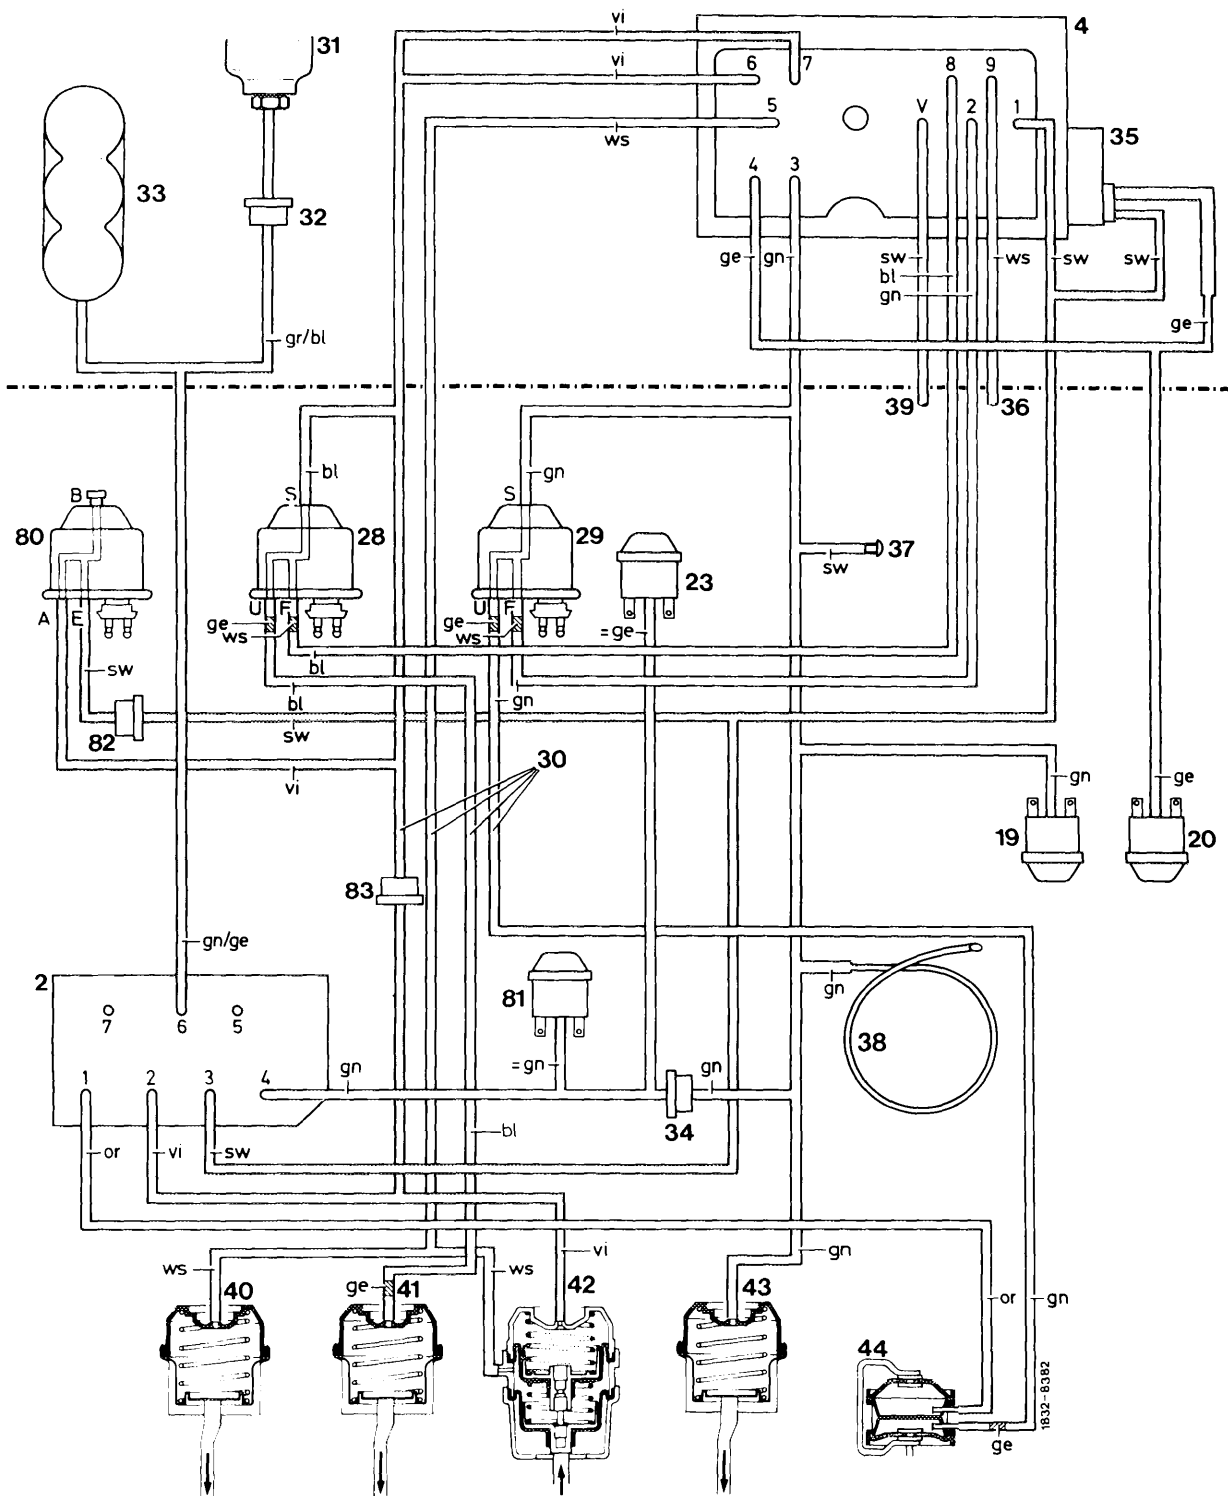 vi
4
31
vi
6 7 8 9
5 V 2 1
ws
35
4 3
33
32
ge gn sw ws sw sw
bl
gn
gr/bl
ge
39 36
bl gn
B S S
80 28 29 37
sw
23
A E U F U F
ge ge
ws ws =ge
sw bl
bl gn
82 sw
30
vi gn ge
19 20
83
gn/ge
2
81 gn
7 6 5
38
1 2 3 4 gn =gn gn
34
bl
or vi sw
vi gn
ws ws
40 ge 41 42 43 or gn
44
1832-8382
ge